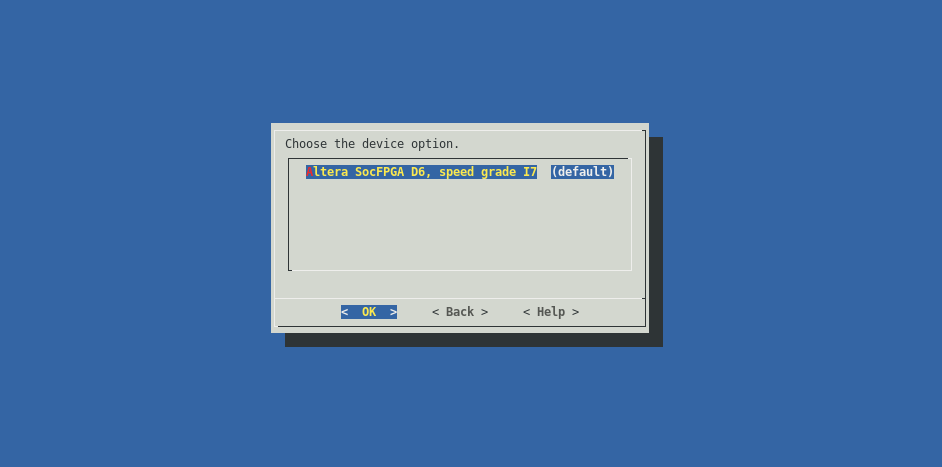 Choose the device option.
Altera SocFPGA D6, speed grade I7 (default)
< OK > < Back > < Help >